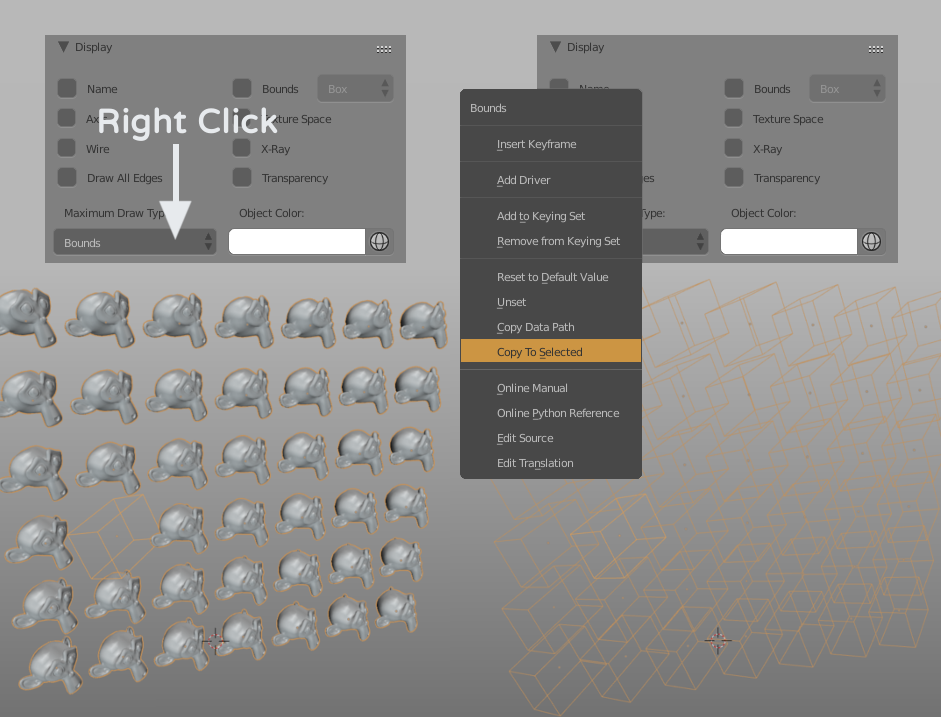 Display
Name
Bounds
Box
Texture Space
Right Click
Wire
X-Ray
Draw All Edges
Transparency
Maximum Draw Typ
Object Color:
Bounds
Display
Name
Bounds
Box
Texture Space
X-Ray
es
Transparency
Type:
Object Color:
Bounds
Insert Keyframe
Add Driver
Add to Keying Set
Remove from Keying Set
Reset to Default Value
Unset
Copy Data Path
Copy To Selected
Online Manual
Online Python Reference
Edit Source
Edit Translation